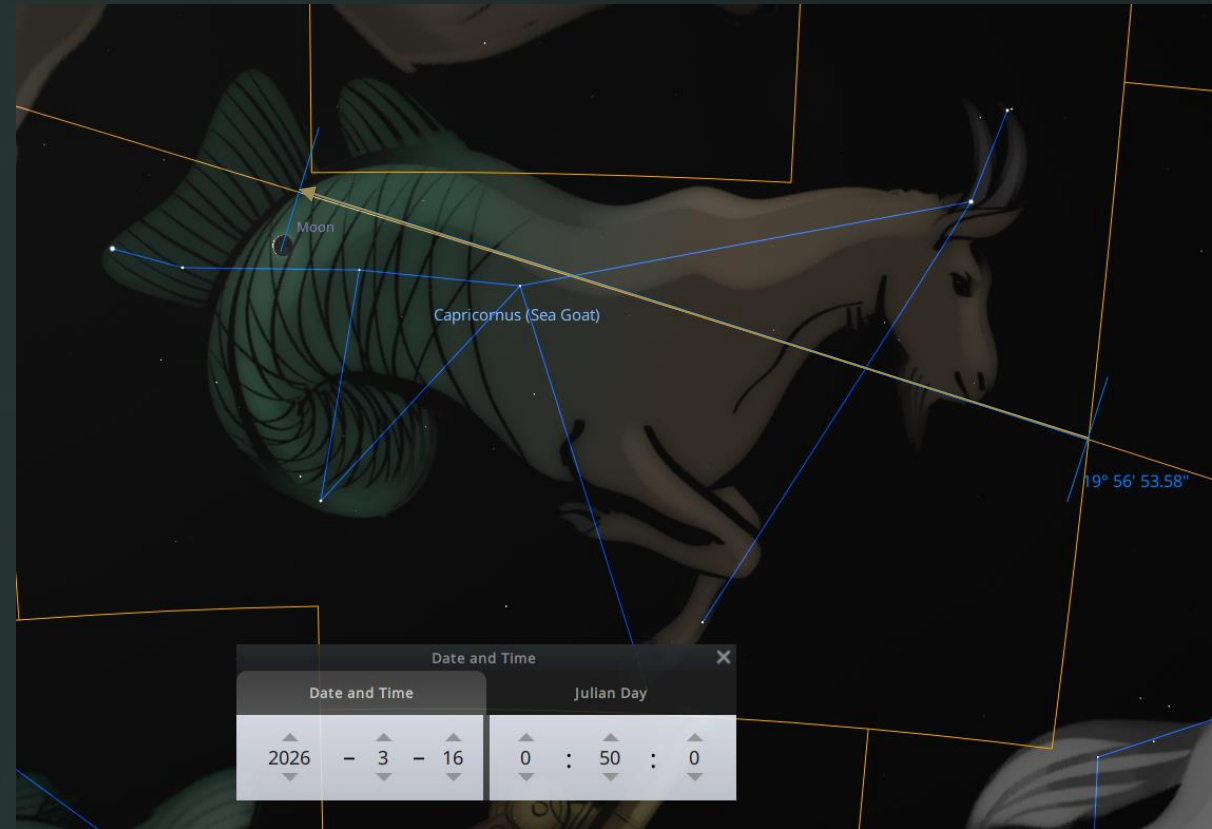 Moon
Capricornus (Sea Goat)
19° 56' 53.58"
Date and Time
Date and Time
Julian Day
2026 – 3 – 16 0 : 50 : 0